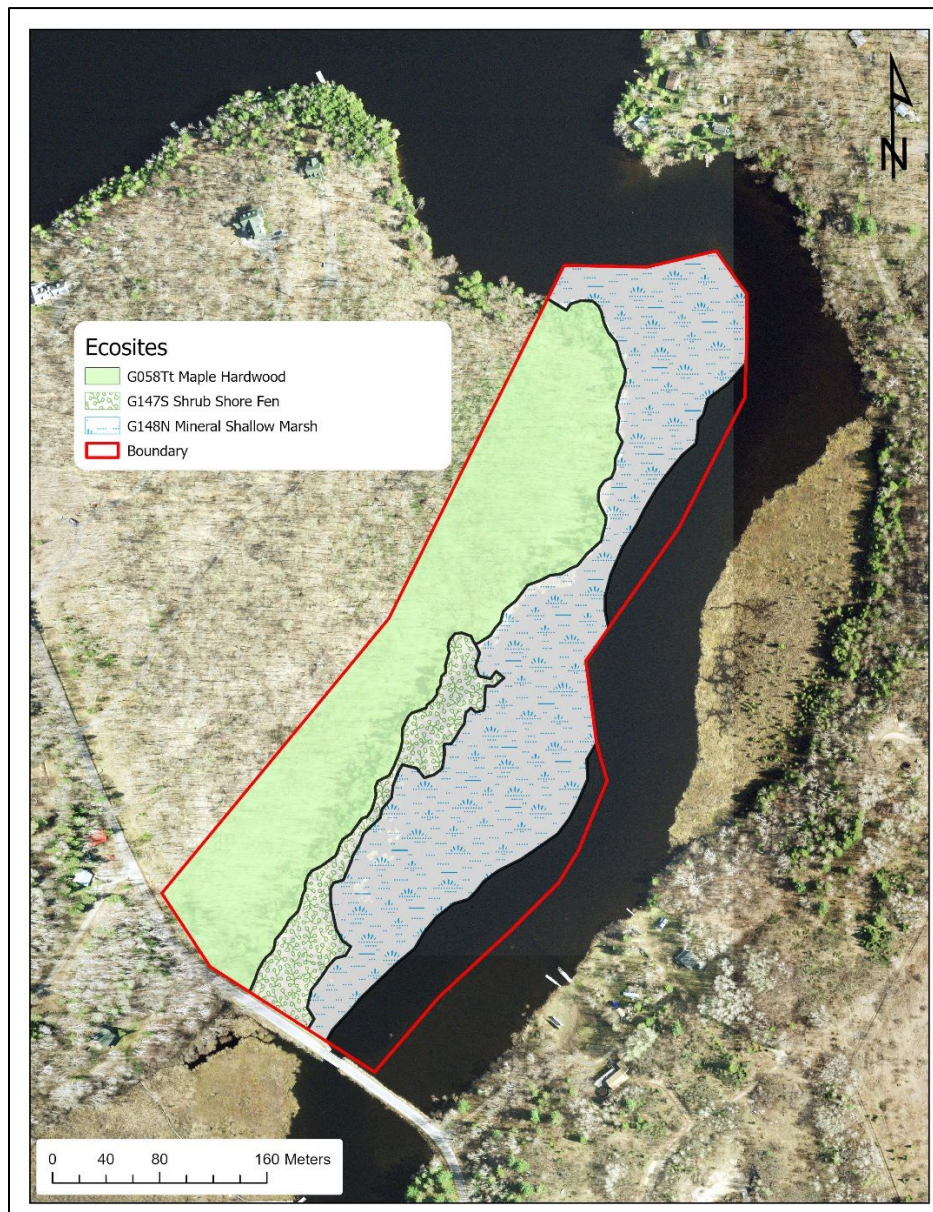 N
Ecosites
G058Tt Maple Hardwood
G147S Shrub Shore Fen
G148N Mineral Shallow Marsh
Boundary
0 40 80 160 Meters